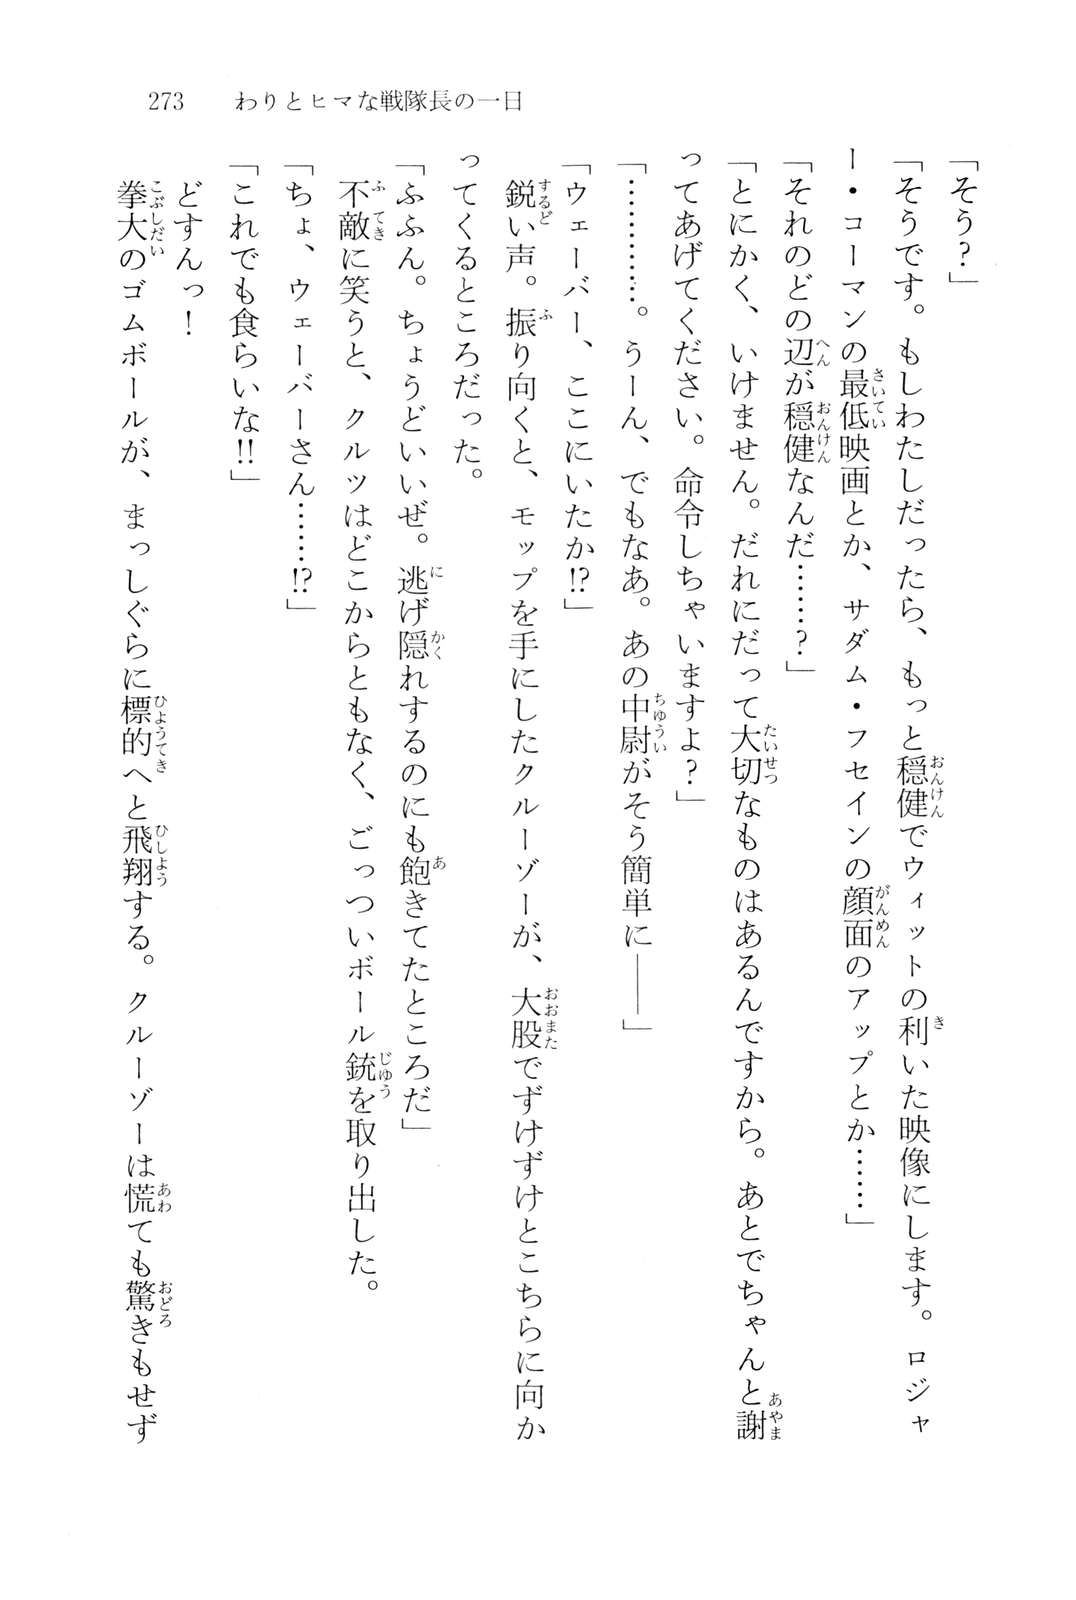 273　わりとヒマな戦隊長の一日
「そう？」
「そうです。もしわたしだったら、もっと穏健でウィットの利いた映像にします。ロジャ
ー・コーマンの最低映画とか、サダム・フセインの顔面のアップとか……」
「それのどの辺が穏健なんだ……？」
「とにかく、いけません。だれにだって大切なものはあるんですから。あとでちゃんと謝
ってあげてください。命令しちゃいますよ？」
「…………。うーん、でもなあ。あの中尉がそう簡単に――」
「ウェーバー、ここにいたか!?」
鋭い声。振り向くと、モップを手にしたクルーゾーが、大股でずけずけとこちらに向か
ってくるところだった。
「ふふん。ちょうどいいぜ。逃げ隠れするのにも飽きてたところだ」
不敵に笑うと、クルツはどこからともなく、ごっついボール銃を取り出した。
「ちょ、ウェーバーさん……!?」
「これでも食らいな!!」
どすんっ！
拳大のゴムボールが、まっしぐらに標的へと飛翔する。クルーゾーは慌ても驚きもせず